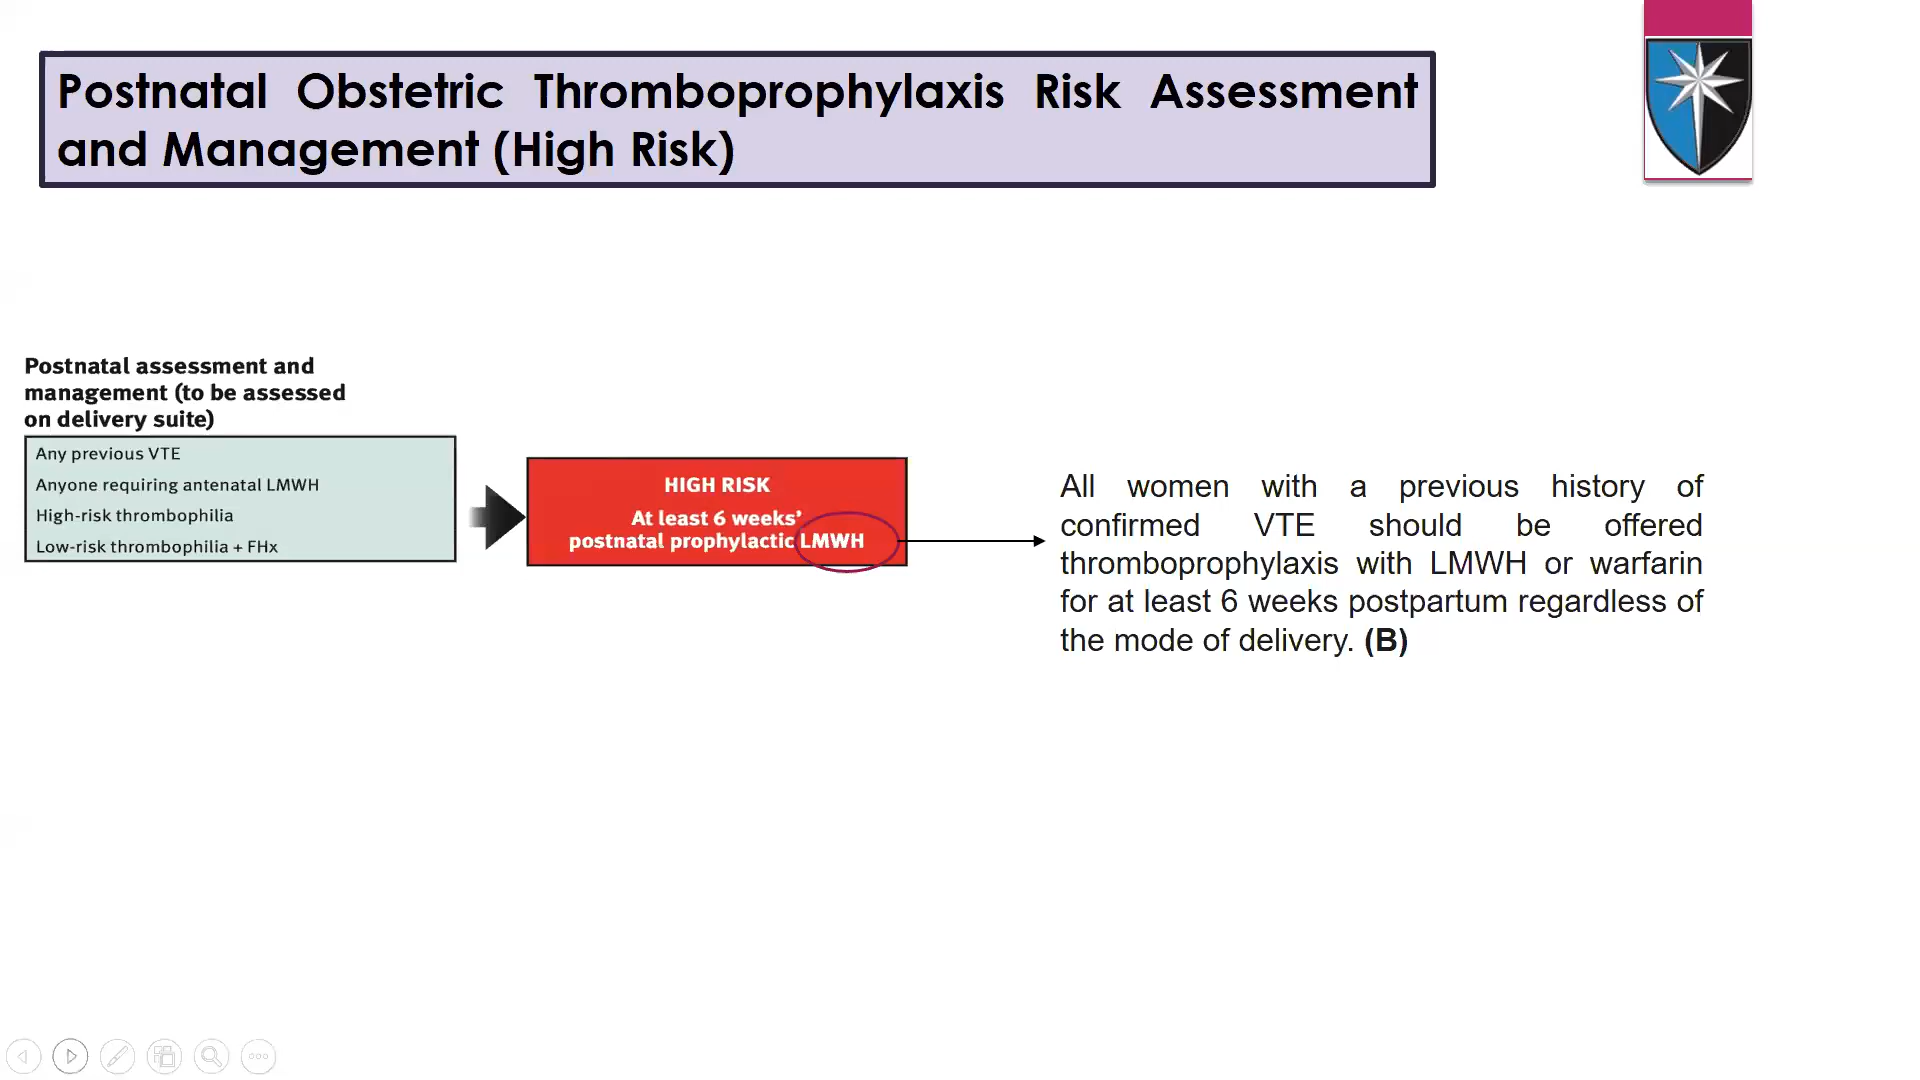 Postnatal Obstetric Thromboprophylaxis Risk Assessment
and Management (High Risk)
Postnatal assessment and
management (to be assessed
on delivery suite)
Any previous VTE
Anyone requiring antenatal LMWH
High-risk thrombophilia
Low-risk thrombophilia + FHx
HIGH RISK
At least 6 weeks'
postnatal prophylactic LMWH
All women with a previous history of
confirmed VTE should be offered
thromboprophylaxis with LMWH or warfarin
for at least 6 weeks postpartum regardless of
the mode of delivery. (B)